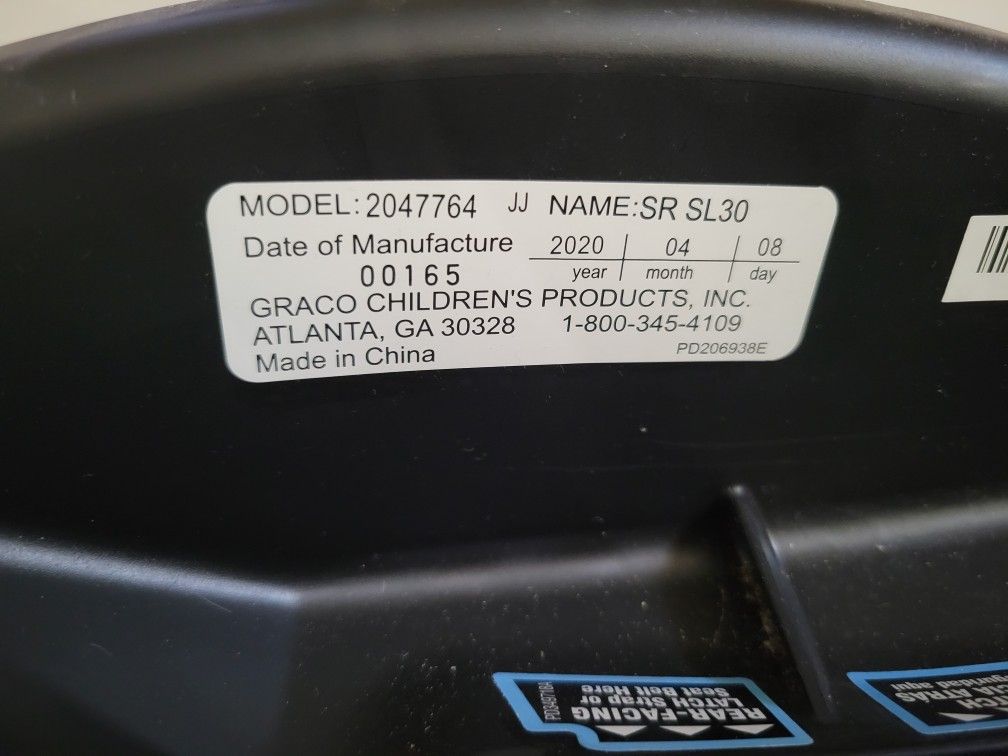 MODEL: 2047764 JJ NAME:SR SL30
Date of Manufacture 2020 04 08
00165 year month day
GRACO CHILDREN'S PRODUCTS, INC.
ATLANTA, GA 30328 1-800-345-4109
Made in China PD206938E
REAR-FACING
LATCH Strap or
Seat Belt Here